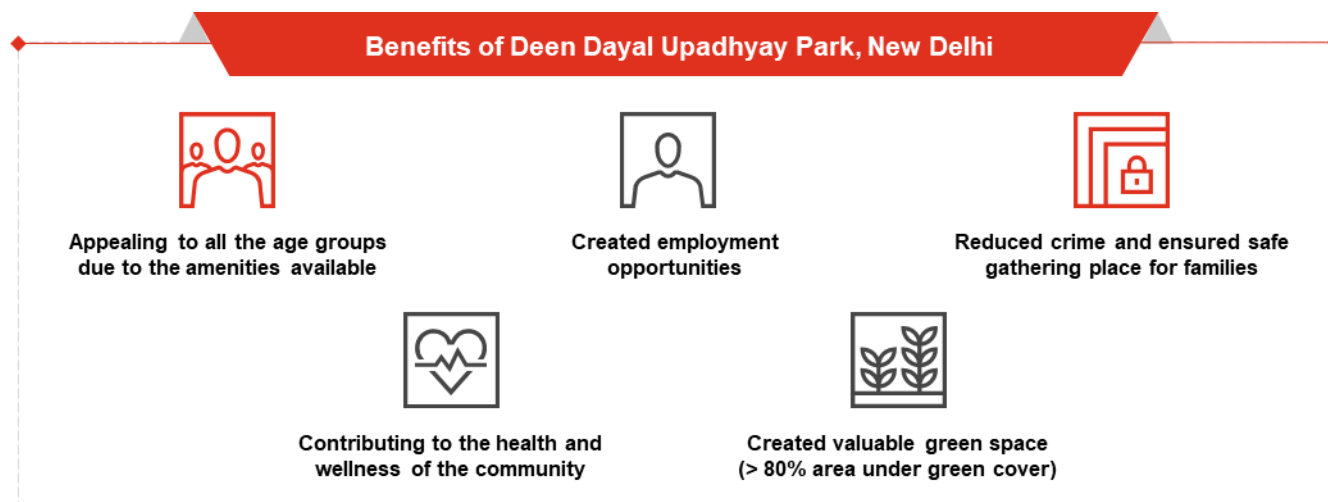 Benefits of Deen Dayal Upadhyay Park, New Delhi
Appealing to all the age groups
due to the amenities available
Created employment
opportunities
Reduced crime and ensured safe
gathering place for families
Contributing to the health and
wellness of the community
Created valuable green space
(> 80% area under green cover)